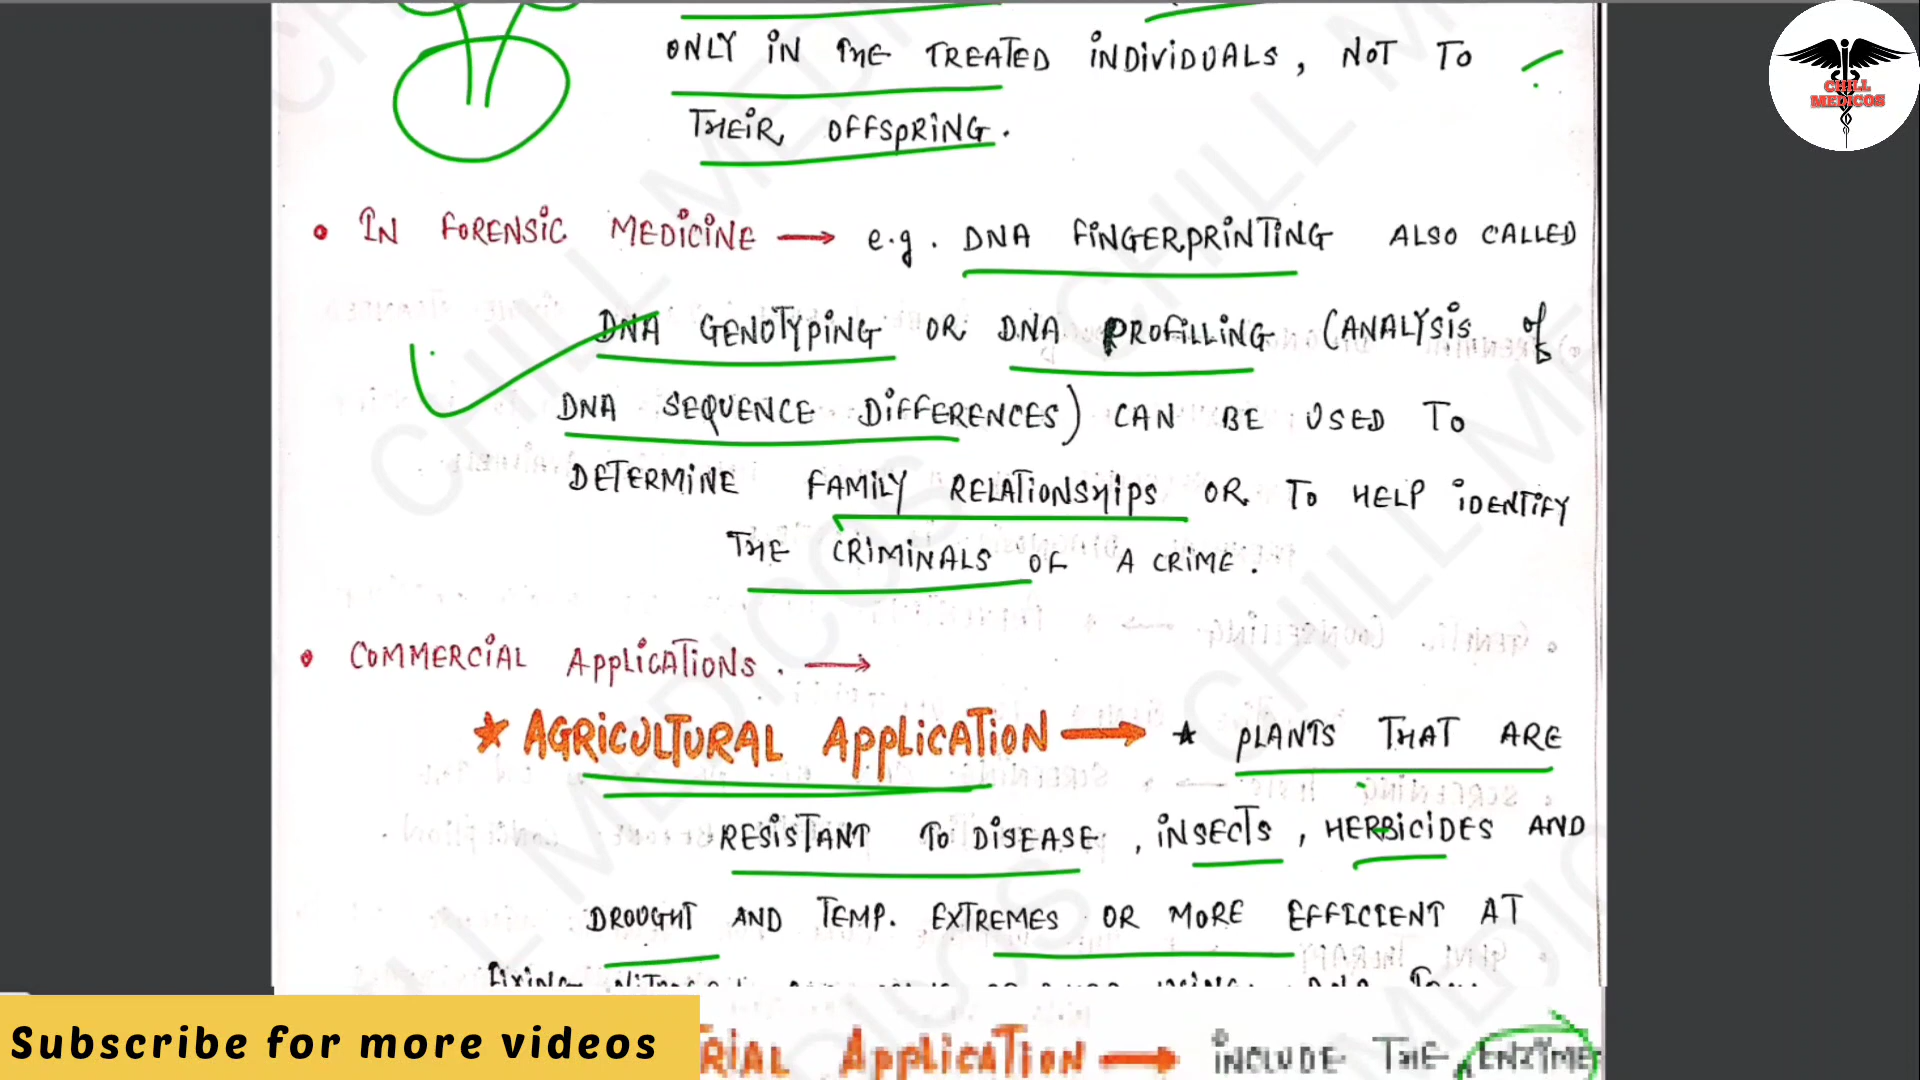 ONLY IN THE TREATED INDIVIDUALS, NOT TO
THEIR OFFSPRING.
CHILL
MEDICOS
• IN FORENSIC MEDICINE → e.g. DNA FINGERPRINTING ALSO CALLED
DNA GENOTYPING OR DNA PROFILLING (ANALYSIS of
DNA SEQUENCE DIFFERENCES) CAN BE USED TO
DETERMINE FAMILY RELATIONSHIPS OR TO HELP IDENTIFY
THE CRIMINALS OF A CRIME.
• COMMERCIAL APPLICATIONS. →
★ AGRICULTURAL APPLICATION → ★ PLANTS THAT ARE
RESISTANT TO DISEASE, INSECTS, HERBICIDES AND
DROUGHT AND TEMP. EXTREMES OR MORE EFFICIENT AT
fixing
Subscribe for more videos
RIAL APPLICATION → INCLUDE THE ENZYME